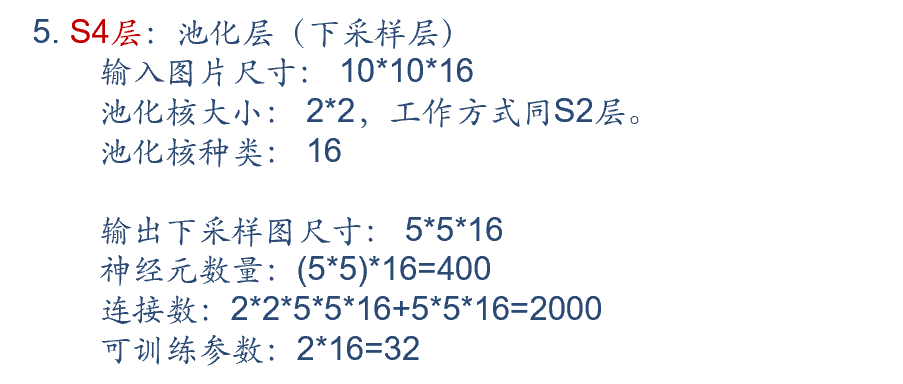 5. S4层：池化层（下采样层）
输入图片尺寸： 10*10*16
池化核大小： 2*2，工作方式同S2层。
池化核种类： 16
输出下采样图尺寸： 5*5*16
神经元数量：(5*5)*16=400
连接数：2*2*5*5*16+5*5*16=2000
可训练参数：2*16=32